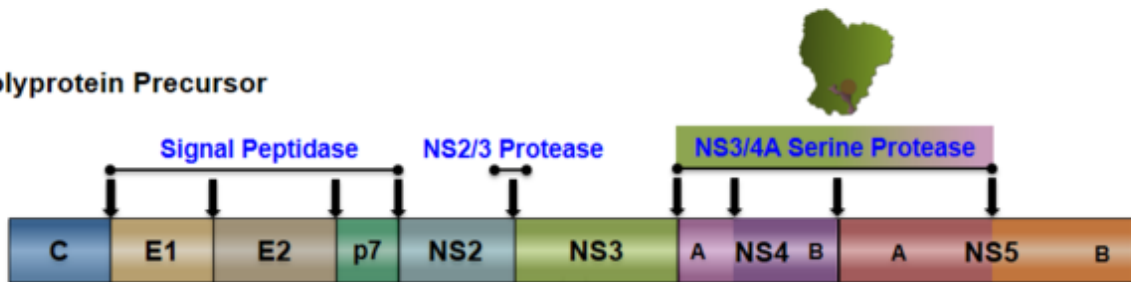 olyprotein Precursor
Signal Peptidase NS2/3 Protease NS3/4A Serine Protease
C E1 E2 p7 NS2 NS3 A NS4 B A NS5 B